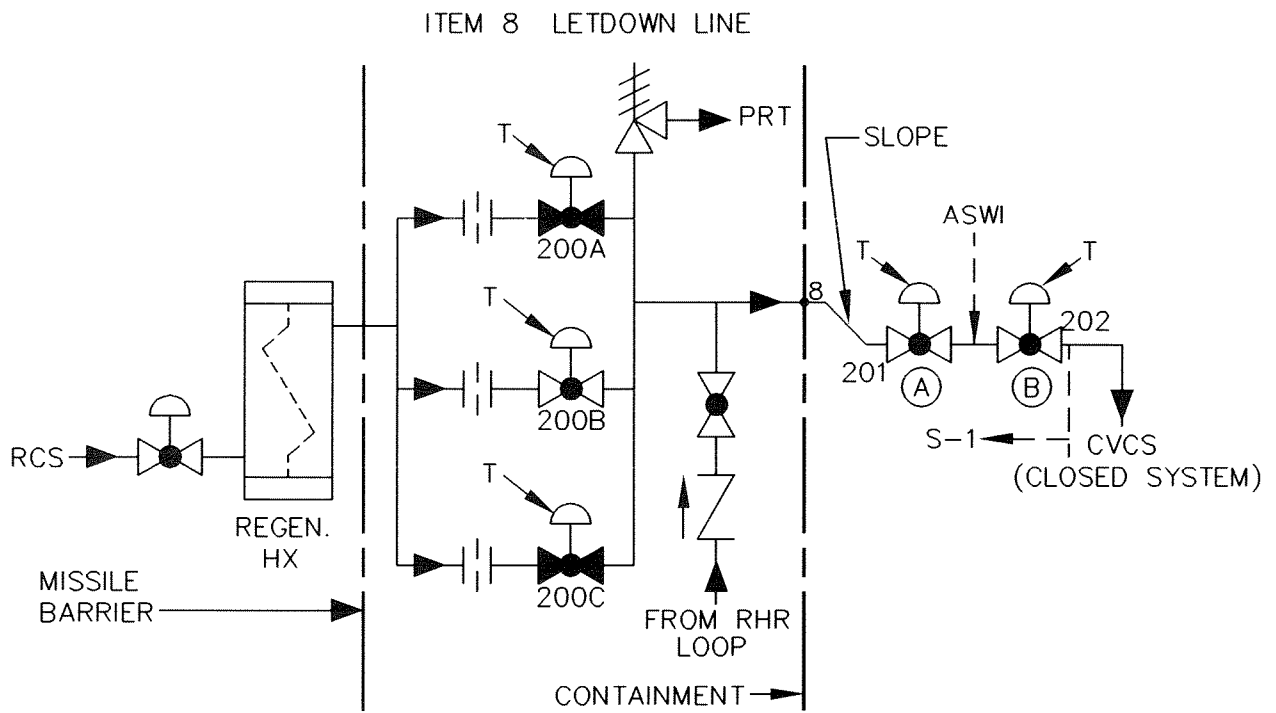 ITEM 8 LETDOWN LINE
PRT
SLOPE
T
200A
ASWI
T
T
8
T
202
201
A
B
200B
RCS
S-1
CVCS
(CLOSED SYSTEM)
T
REGEN.
HX
200C
MISSILE
BARRIER
FROM RHR
LOOP
CONTAINMENT